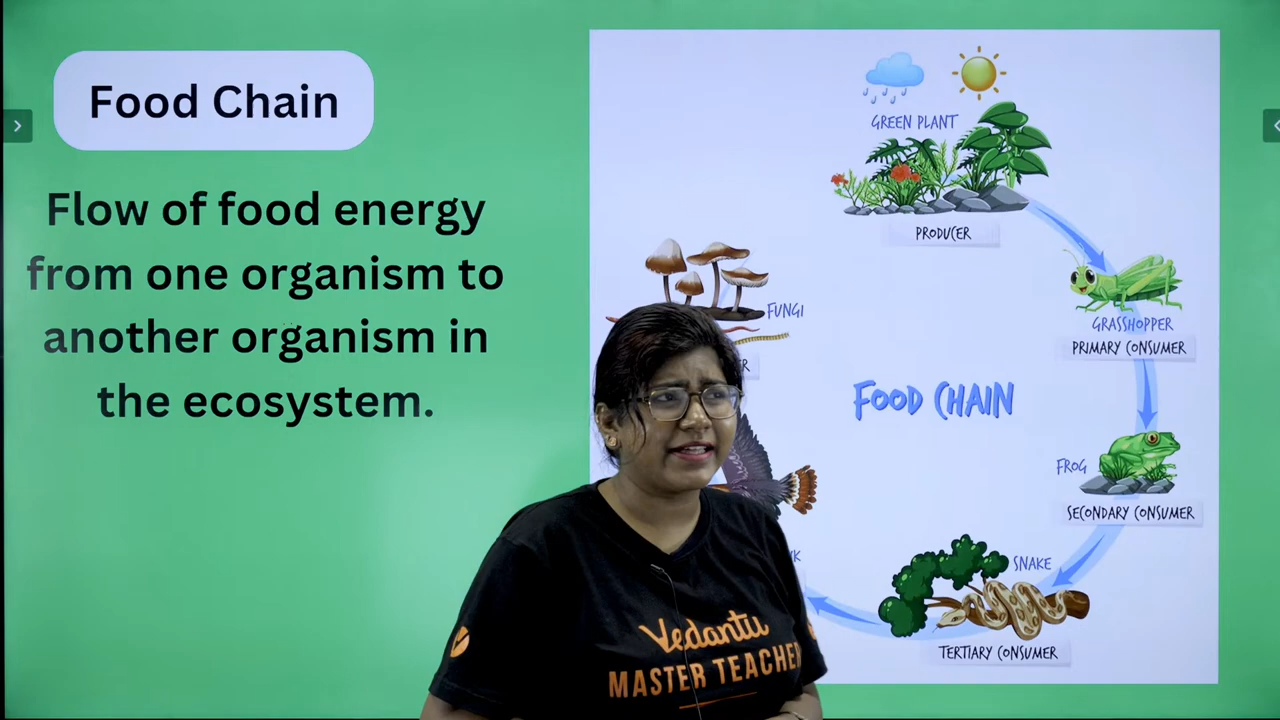 Food Chain
Flow of food energy
from one organism to
another organism in
the ecosystem.
GREEN PLANT
PRODUCER
FUNGI
GRASSHOPPER
PRIMARY CONSUMER
FOOD CHAIN
FROG
SECONDARY CONSUMER
SNAKE
TERTIARY CONSUMER
Vedantu
MASTER TEACHER